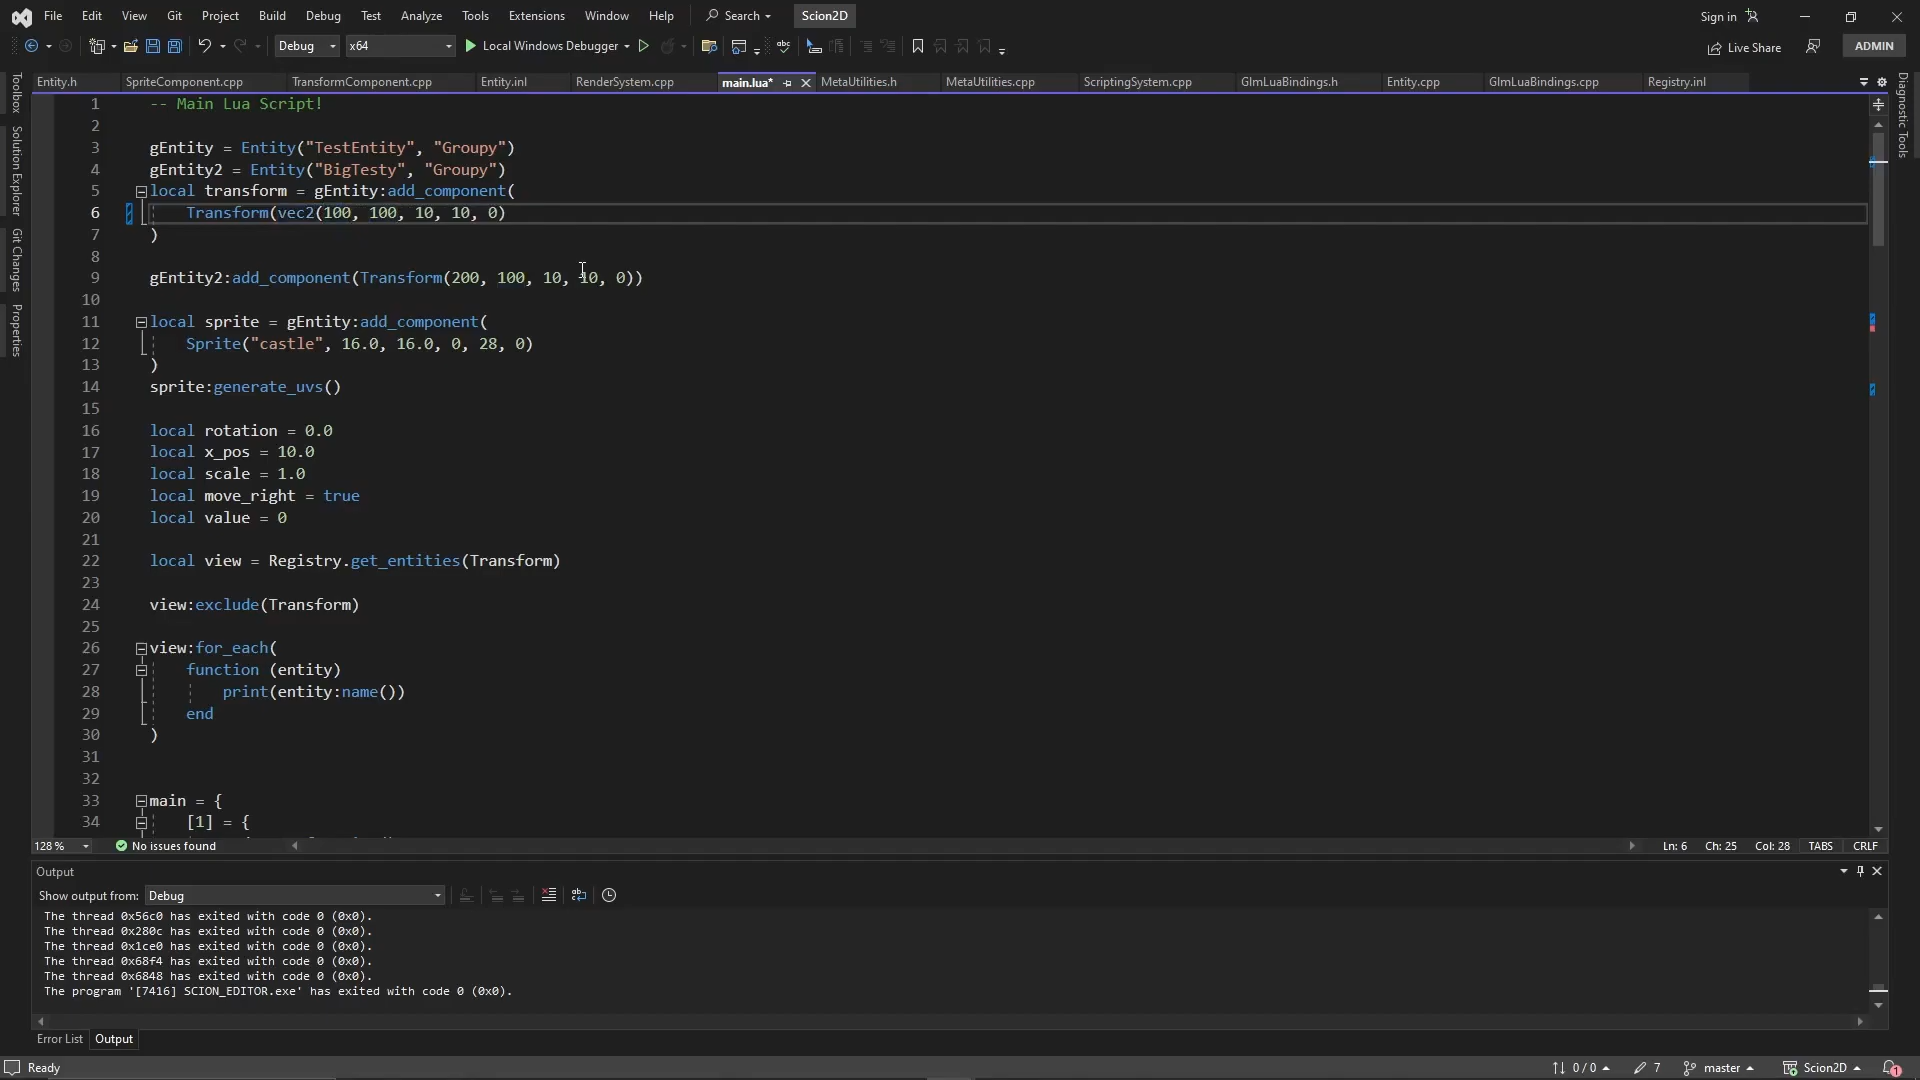 File Edit View Git Project Build Debug Test Analyze Tools Extensions Window Help Search Scion2D Sign in
Debug x64 Local Windows Debugger Live Share ADMIN
Entity.h SpriteComponent.cpp TransformComponent.cpp Entity.inl RenderSystem.cpp main.lua* MetaUtilities.h MetaUtilities.cpp ScriptingSystem.cpp GlmLuaBindings.h Entity.cpp GlmLuaBindings.cpp Registry.inl
Toolbox
Solution Explorer
Git Changes
Properties
Diagnostic Tools
1 -- Main Lua Script!
2
3 gEntity = Entity("TestEntity", "Groupy")
4 gEntity2 = Entity("BigTesty", "Groupy")
5 local transform = gEntity:add_component(
6 Transform(vec2(100, 100, 10, 10, 0)
7 )
8
9 gEntity2:add_component(Transform(200, 100, 10, 10, 0))
10
11 local sprite = gEntity:add_component(
12 Sprite("castle", 16.0, 16.0, 0, 28, 0)
13 )
14 sprite:generate_uvs()
15
16 local rotation = 0.0
17 local x_pos = 10.0
18 local scale = 1.0
19 local move_right = true
20 local value = 0
21
22 local view = Registry.get_entities(Transform)
23
24 view:exclude(Transform)
25
26 view:for_each(
27 function (entity)
28 print(entity:name())
29 end
30 )
31
32
33 main = {
34 [1] = {
128 % No issues found Ln: 6 Ch: 25 Col: 28 TABS CRLF
Output
Show output from: Debug
The thread 0x56c0 has exited with code 0 (0x0).
The thread 0x280c has exited with code 0 (0x0).
The thread 0x1ce0 has exited with code 0 (0x0).
The thread 0x68f4 has exited with code 0 (0x0).
The thread 0x6848 has exited with code 0 (0x0).
The program '[7416] SCION_EDITOR.exe' has exited with code 0 (0x0).
Error List Output
Ready 0 / 0 7 master Scion2D 1